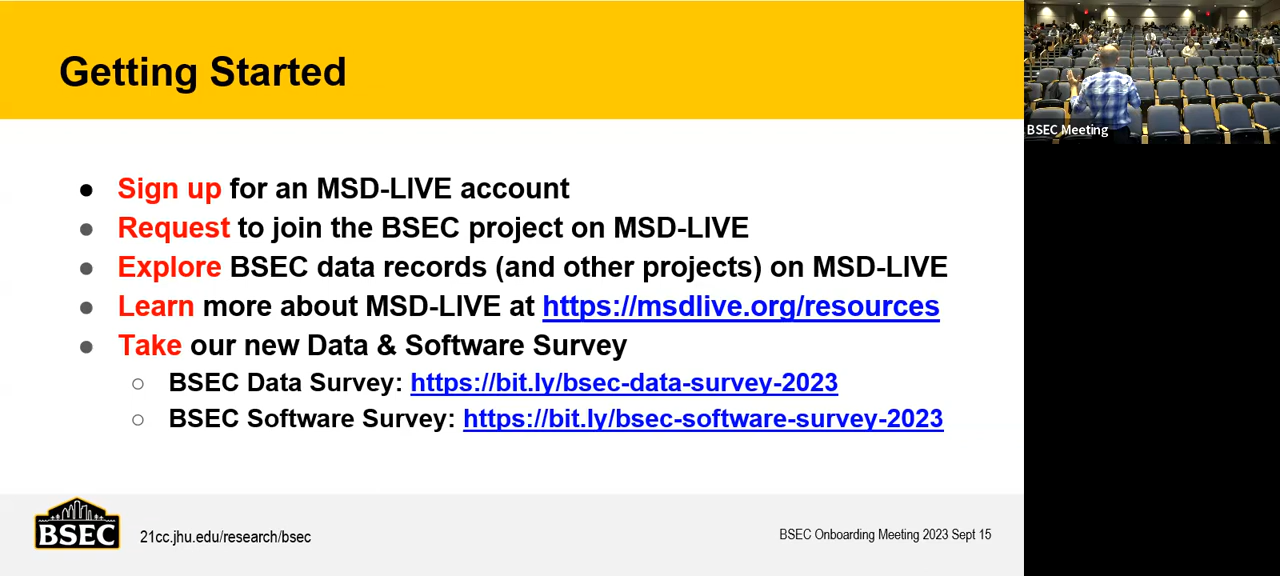 Getting Started
● Sign up for an MSD-LIVE account
● Request to join the BSEC project on MSD-LIVE
● Explore BSEC data records (and other projects) on MSD-LIVE
● Learn more about MSD-LIVE at https://msdlive.org/resources
● Take our new Data & Software Survey
○ BSEC Data Survey: https://bit.ly/bsec-data-survey-2023
○ BSEC Software Survey: https://bit.ly/bsec-software-survey-2023
BSEC
21cc.jhu.edu/research/bsec
BSEC Onboarding Meeting 2023 Sept 15
BSEC Meeting